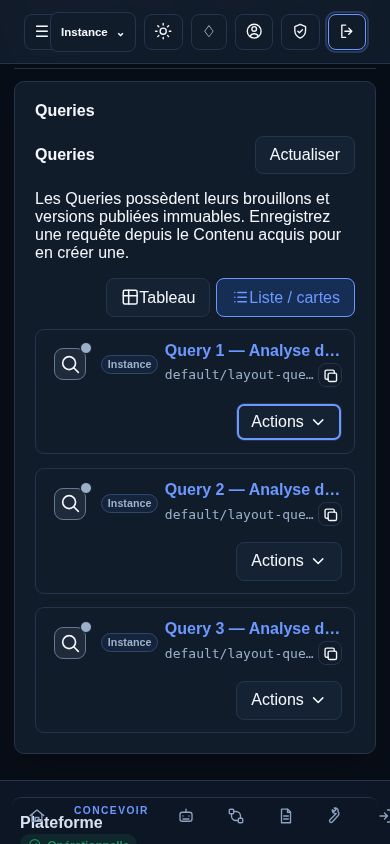 Instance
Queries
Queries
Actualiser
Les Queries possèdent leurs brouillons et
versions publiées immuables. Enregistrez
une requête depuis le Contenu acquis pour
en créer une.
Tableau
Liste / cartes
Query 1 — Analyse d…
Instance
default/layout-que…
Actions
Query 2 — Analyse d…
Instance
default/layout-que…
Actions
Query 3 — Analyse d…
Instance
default/layout-que…
Actions
CONCEVOIR
Plateforme
Opérationnelle